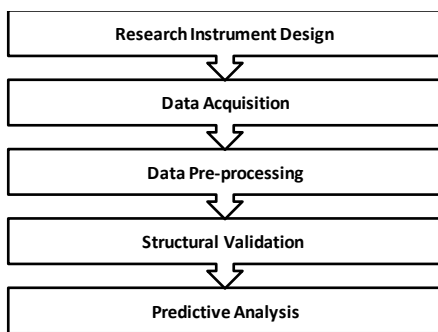 Research Instrument Design
Data Acquisition
Data Pre-processing
Structural Validation
Predictive Analysis